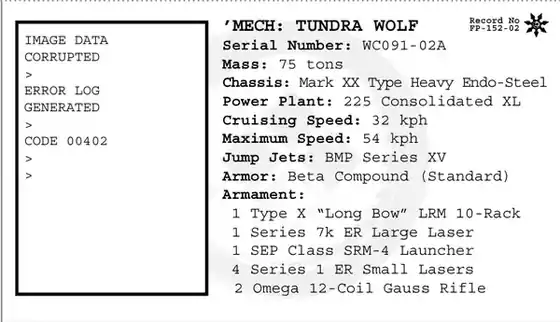 IMAGE DATA
CORRUPTED
>
ERROR LOG
GENERATED
>
CODE 00402
>
>
’MECH: TUNDRA WOLF
Record No
FP-152-02
Serial Number: WC091-02A
Mass: 75 tons
Chassis: Mark XX Type Heavy Endo-Steel
Power Plant: 225 Consolidated XL
Cruising Speed: 32 kph
Maximum Speed: 54 kph
Jump Jets: BMP Series XV
Armor: Beta Compound (Standard)
Armament:
1 Type X “Long Bow” LRM 10-Rack
1 Series 7k ER Large Laser
1 SEP Class SRM-4 Launcher
4 Series 1 ER Small Lasers
2 Omega 12-Coil Gauss Rifle